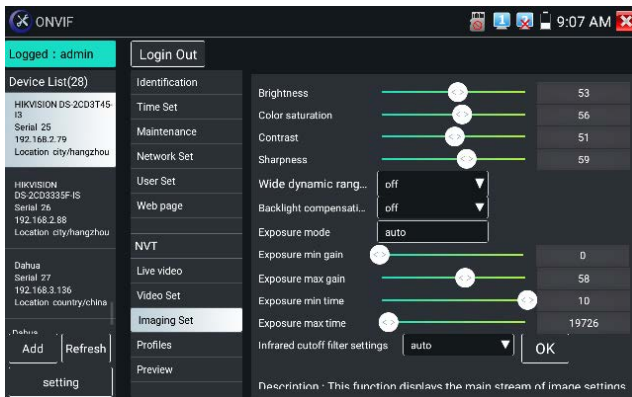 ONVIF
9:07 AM
Logged : admin
Login Out
Device List(28)
HIKVISION DS-2CD3T45-
I3
Serial 25
192.168.2.79
Location city/hangzhou
HIKVISION
DS-2CD3335F-IS
Serial 26
192.168.2.88
Location city/hangzhou
Dahua
Serial 27
192.168.3.136
Location country/china
Dahua
Add
Refresh
setting
Identification
Time Set
Maintenance
Network Set
User Set
Web page
NVT
Live video
Video Set
Imaging Set
Profiles
Preview
Brightness 53
Color saturation 56
Contrast 51
Sharpness 59
Wide dynamic rang... off
Backlight compensati... off
Exposure mode auto
Exposure min gain 0
Exposure max gain 58
Exposure min time 10
Exposure max time 19726
Infrared cutoff filter settings auto OK
Description : This function displays the main stream of image settings